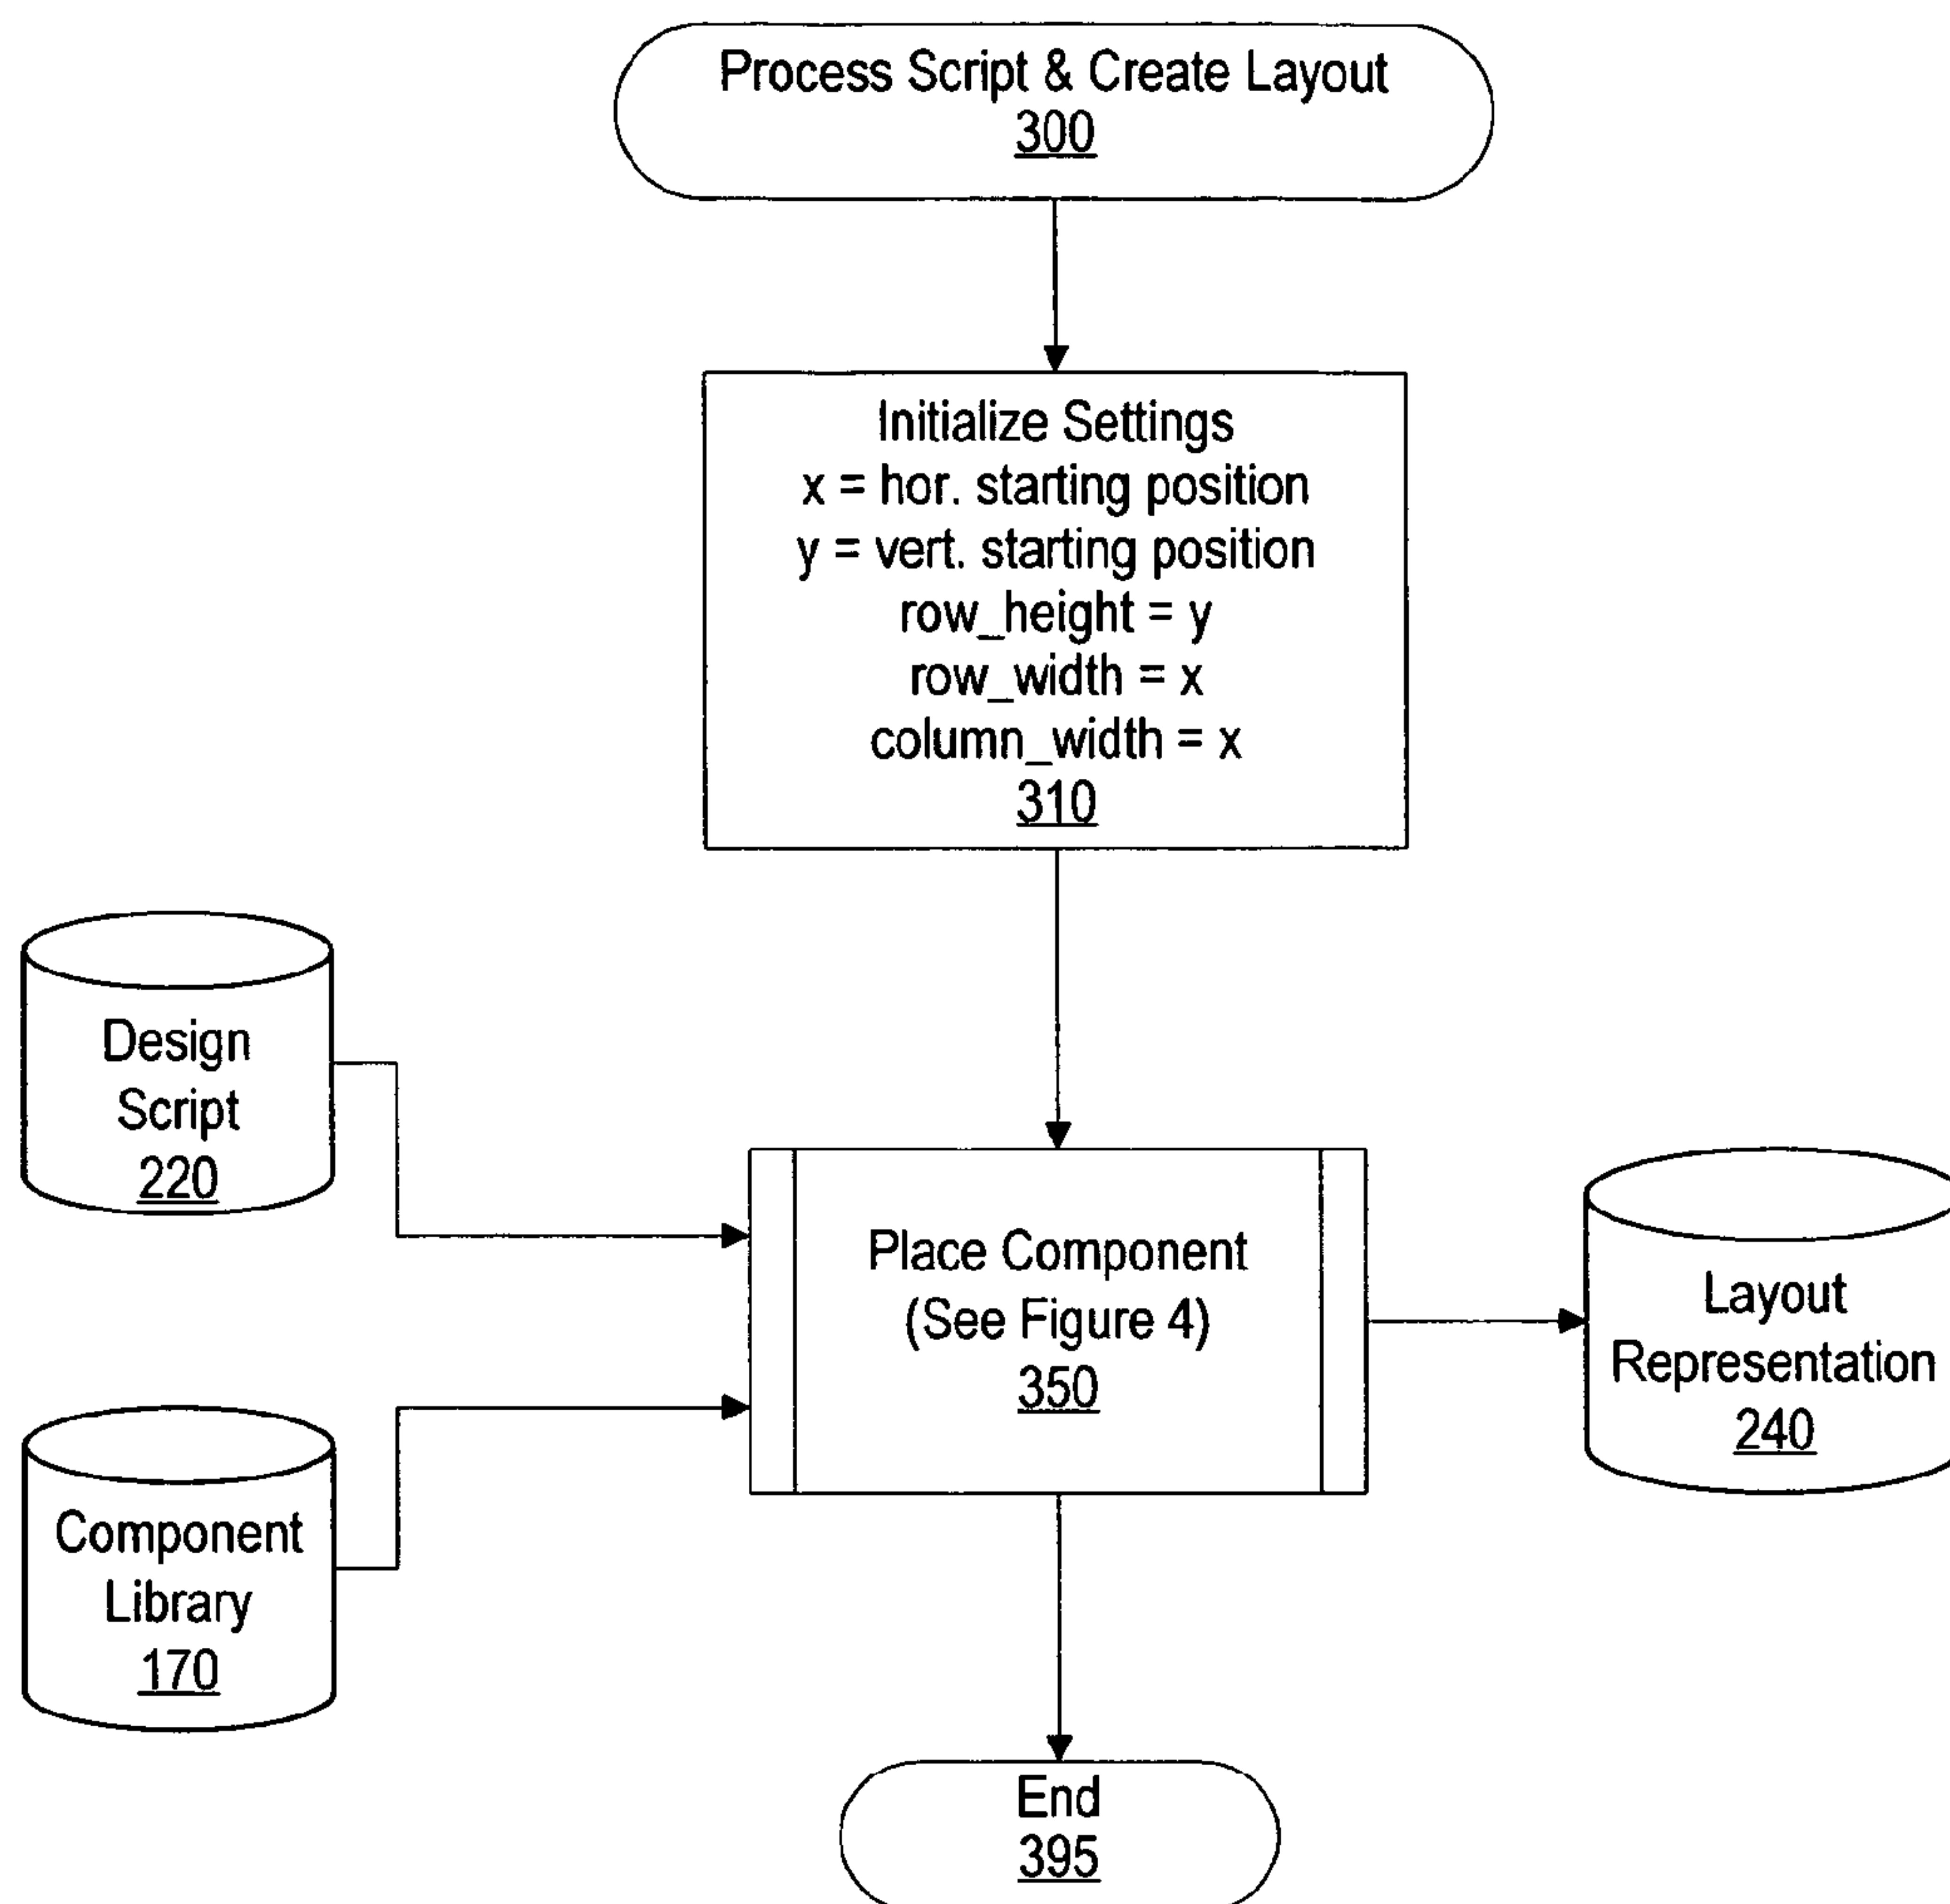 Process Script & Create Layout
300
Initialize Settings
x = hor. starting position
y = vert. starting position
row_height = y
row_width = x
column_width = x
310
Design
Script
220
Place Component
(See Figure 4)
350
Layout
Representation
240
Component
Library
170
End
395